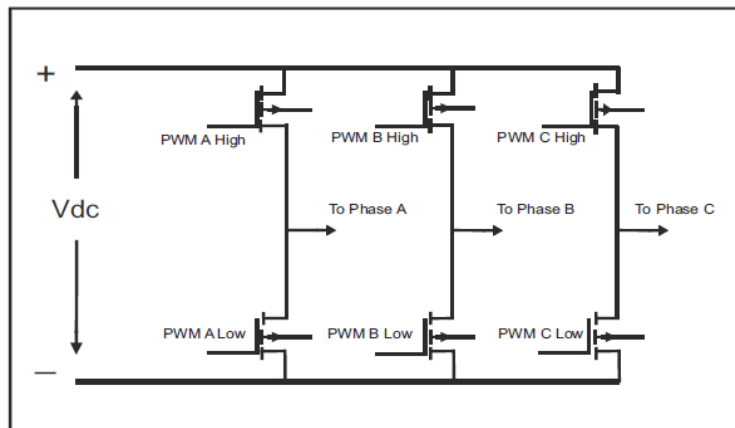 +
PWM A High
PWM B High
PWM C High
Vdc
To Phase A
To Phase B
To Phase C
PWM A Low
PWM B Low
PWM C Low
—